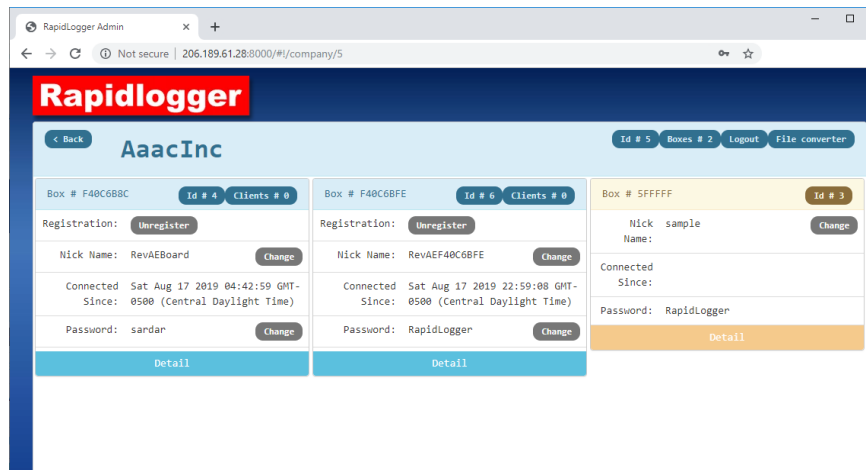 RapidLogger Admin
Not secure | 206.189.61.28:8000/#!/company/5
Rapidlogger
< Back
AaacInc
Id # 5 Boxes # 2 Logout File converter
Box # F40C6B8C Id # 4 Clients # 0
Registration: Unregister
Nick Name: RevAEBoard Change
Connected Since: Sat Aug 17 2019 04:42:59 GMT-
0500 (Central Daylight Time)
Password: sardar Change
Detail
Box # F40C6BFE Id # 6 Clients # 0
Registration: Unregister
Nick Name: RevAEF40C6BFE Change
Connected Since: Sat Aug 17 2019 22:59:08 GMT-
0500 (Central Daylight Time)
Password: RapidLogger Change
Detail
Box # 5FFFFF Id # 3
Nick Name: sample Change
Connected
Since:
Password: RapidLogger
Detail